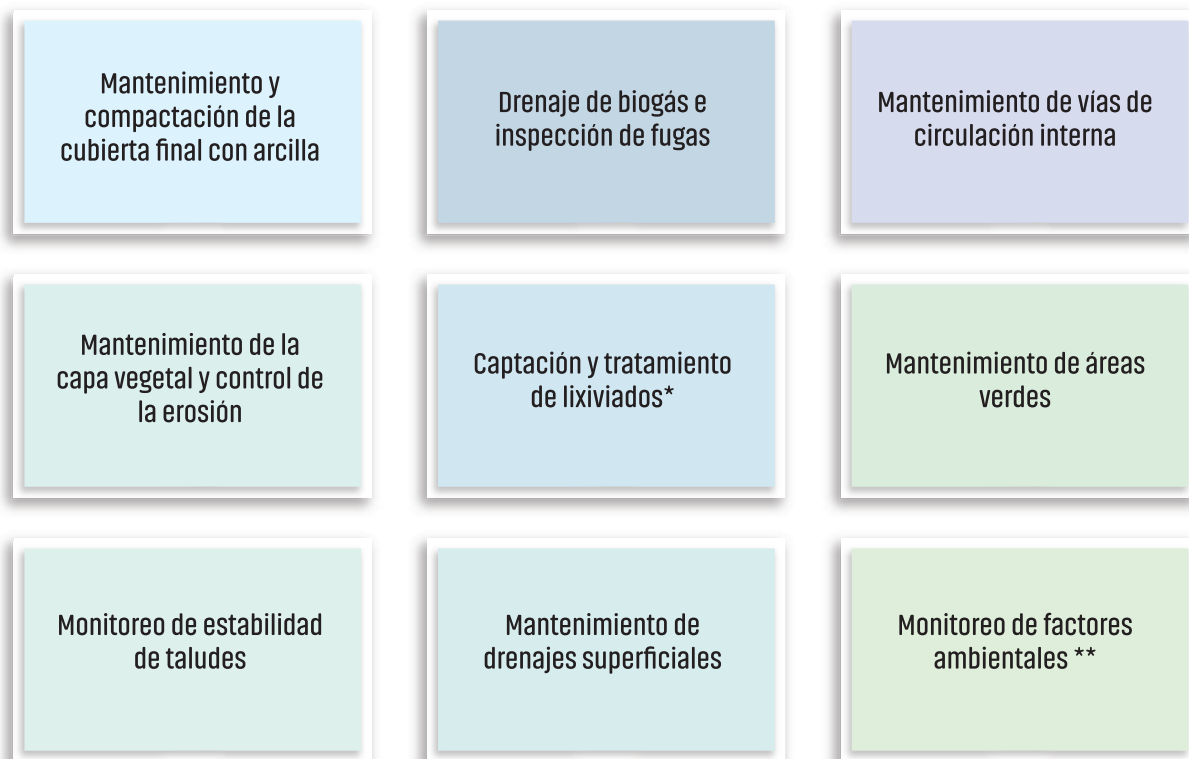 Mantenimiento y
compactación de la
cubierta final con arcilla
Drenaje de biogás e
inspección de fugas
Mantenimiento de vías de
circulación interna
Mantenimiento de la
capa vegetal y control de
la erosión
Captación y tratamiento
de lixiviados*
Mantenimiento de áreas
verdes
Monitoreo de estabilidad
de taludes
Mantenimiento de
drenajes superficiales
Monitoreo de factores
ambientales **